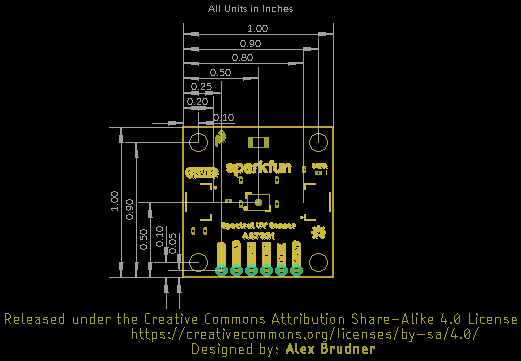 All Units in Inches
1.00
0.90
0.80
0.50
0.25
0.20
0.10
sparkfun
1.00
0.90
0.50
0.10
0.05
Spectral UV Sensor
AS7331
Released under the Creative Commons Attribution Share-Alike 4.0 License
https://creativecommons.org/licenses/by-sa/4.0/
Designed by: Alex Brudner